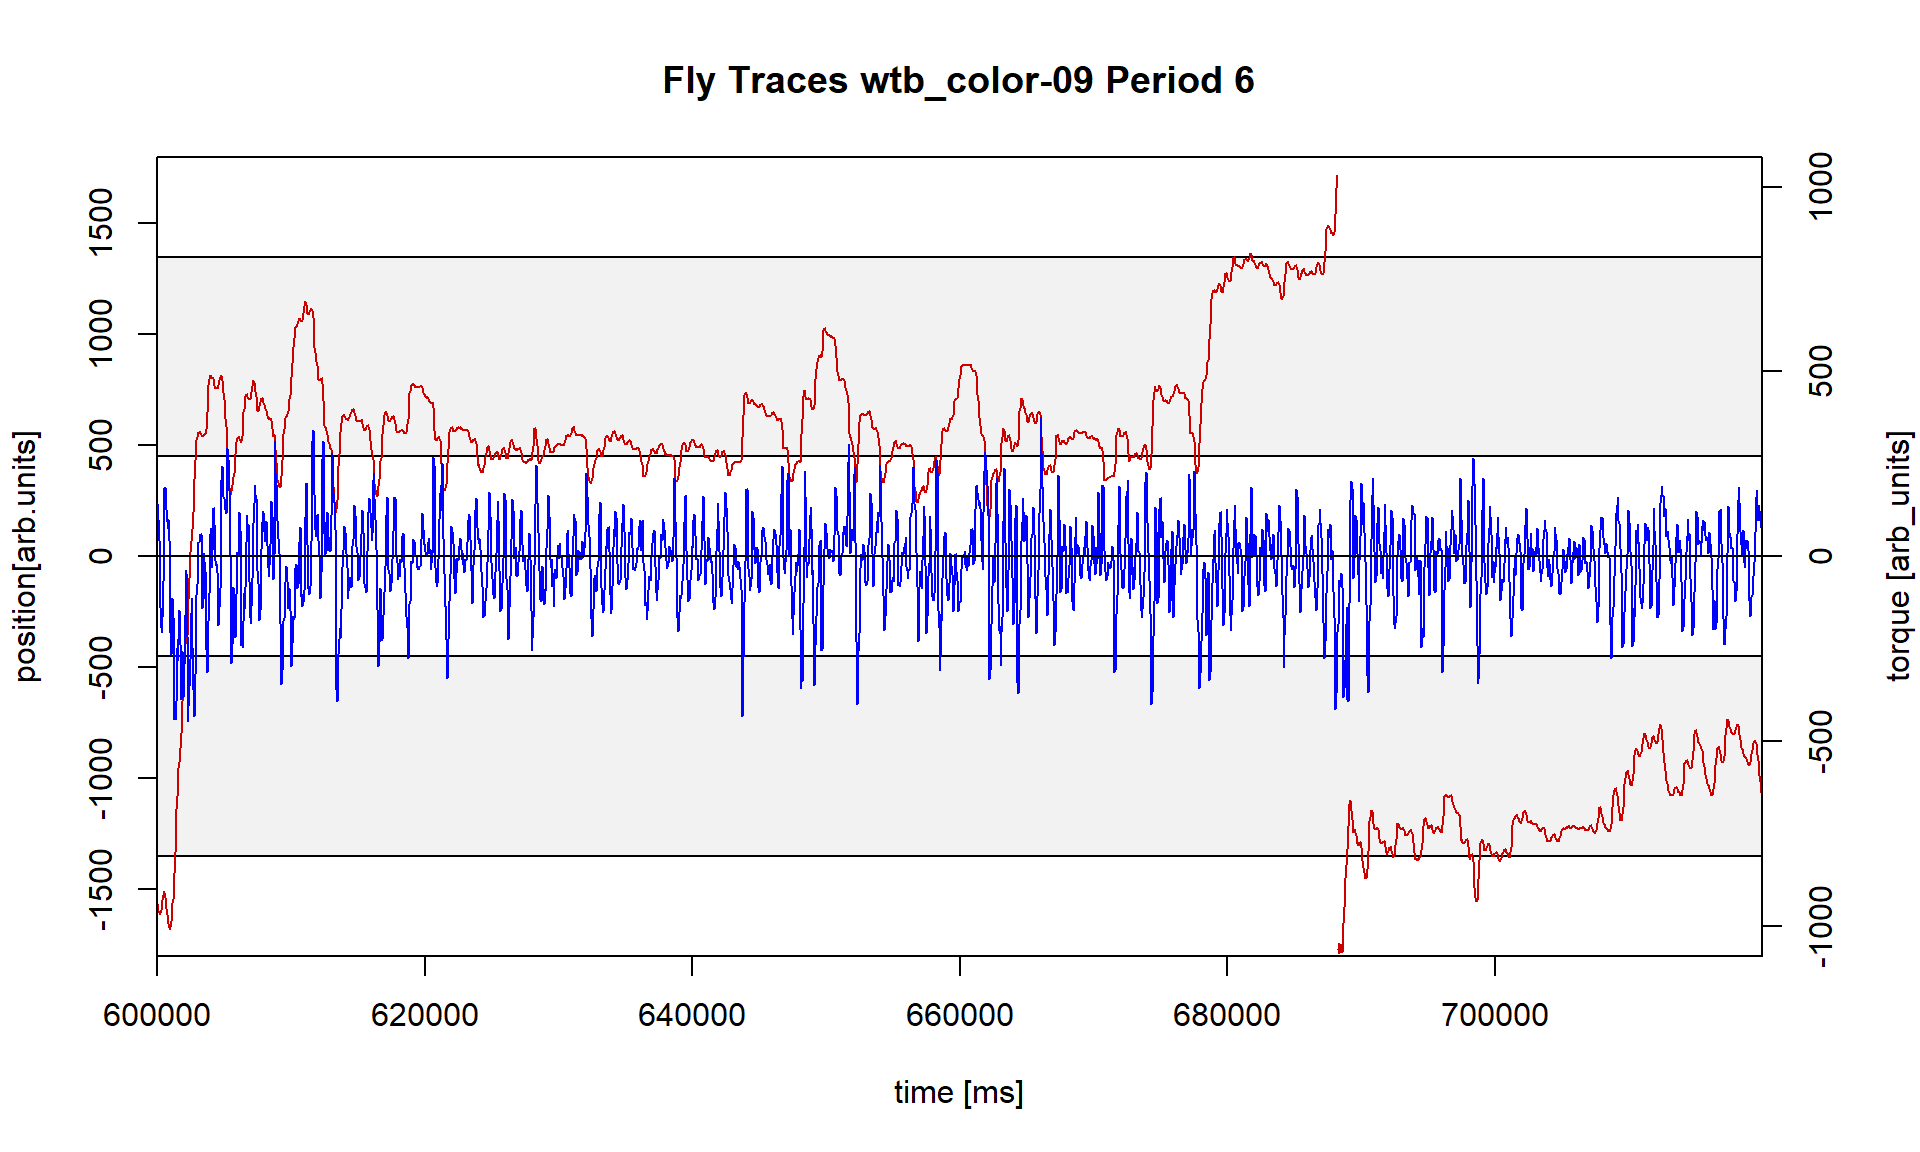 Fly Traces wtb_color-09 Period 6
position[arb.units]
1500
1000
500
0
-500
-1000
-1500
1000
500
0
-500
-1000
torque [arb_units]
600000 620000 640000 660000 680000 700000
time [ms]